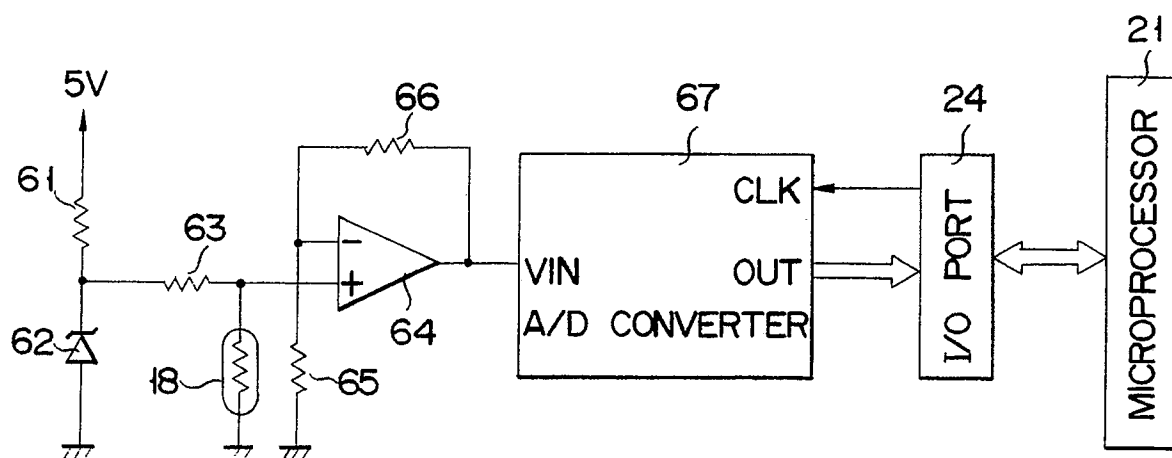 21
5V
66
67
24
61
63
CLK
MICROPROCESSOR
I/O PORT
−
+
VIN
OUT
62
64
A/D CONVERTER
18
65